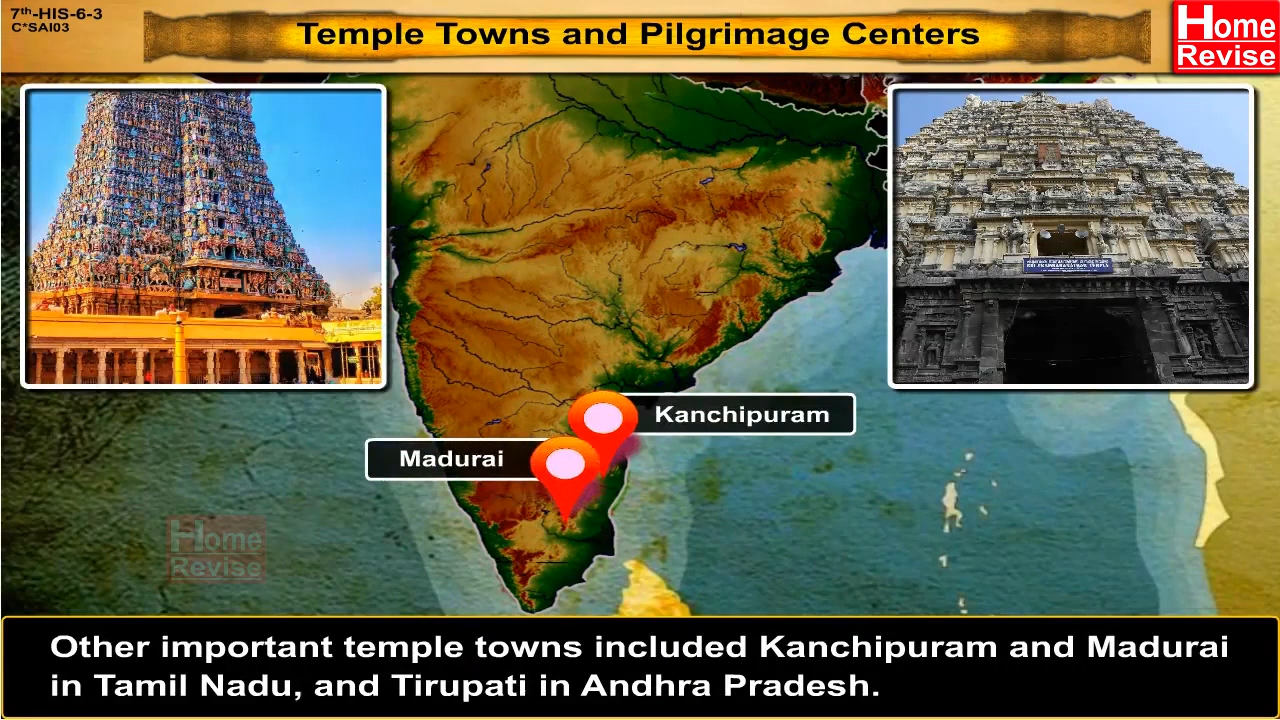 7th-HIS-6-3
C*SAI03
Temple Towns and Pilgrimage Centers
Home
Revise
Kanchipuram
Madurai
Home
Revise
Other important temple towns included Kanchipuram and Madurai
in Tamil Nadu, and Tirupati in Andhra Pradesh.